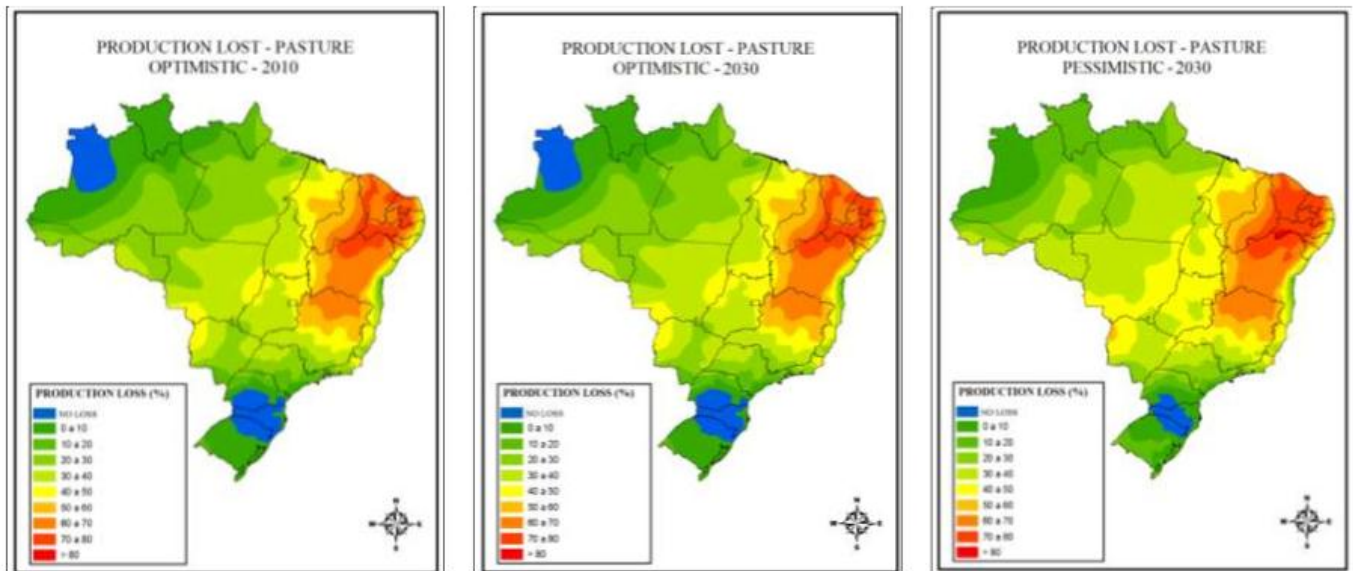 PRODUCTION LOST - PASTURE
OPTIMISTIC - 2010
PRODUCTION LOSS (%)
NO LOSS
0 a 10
10 a 20
20 a 30
30 a 40
40 a 50
50 a 60
60 a 70
70 a 80
> 80
N
W
E
S
PRODUCTION LOST - PASTURE
OPTIMISTIC - 2030
PRODUCTION LOSS (%)
NO LOSS
0 a 10
10 a 20
20 a 30
30 a 40
40 a 50
50 a 60
60 a 70
70 a 80
> 80
N
W
E
S
PRODUCTION LOST - PASTURE
PESSIMISTIC - 2030
PRODUCTION LOSS (%)
NO LOSS
0 a 10
10 a 20
20 a 30
30 a 40
40 a 50
50 a 60
60 a 70
70 a 80
> 80
N
W
E
S